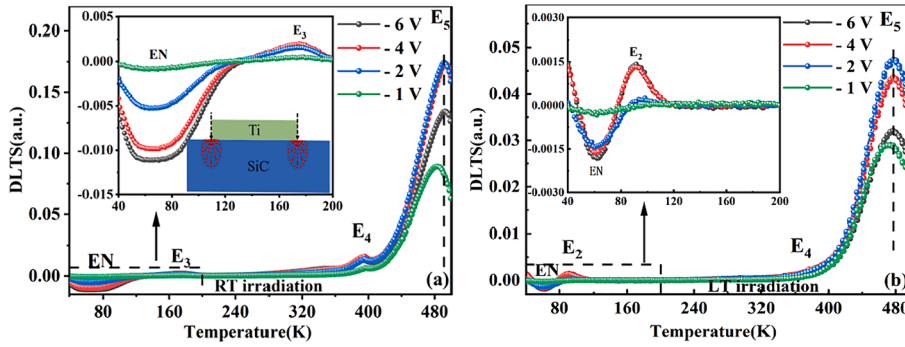 0.20
0.15
0.10
0.05
0.00
DLTS(a.u.)
0.000
-0.005
-0.010
-0.015
40
80
120
160
200
EN
E3
Ti
SiC
- 6 V
- 4 V
- 2 V
- 1 V
E5
E4
EN
E3
RT irradiation
(a)
80
160
240
320
400
480
Temperature(K)
0.05
0.04
0.03
0.02
0.01
0.00
DLTS(a.u.)
0.0030
0.0015
0.0000
-0.0015
-0.0030
40
80
120
160
200
E2
EN
- 6 V
- 4 V
- 2 V
- 1 V
E5
E4
EN
E2
LT irradiation
(b)
80
160
240
320
400
480
Temperature(K)